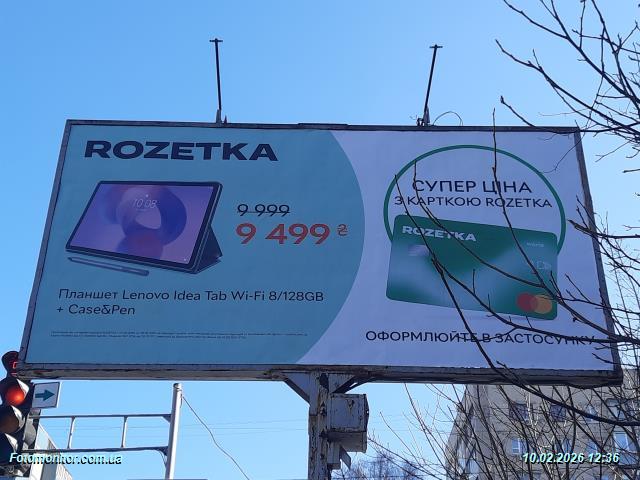 ROZETKA
10:08
9 999
9 499 ₴
Планшет Lenovo Idea Tab Wi-Fi 8/128GB
+ Case&Pen
СУПЕР ЦІНА
З КАРТКОЮ ROZETKA
ROZETKA
ОФОРМЛЮЙТЕ В ЗАСТОСУНКУ
Fotomonitor.com.ua
10.02.2026 12:36